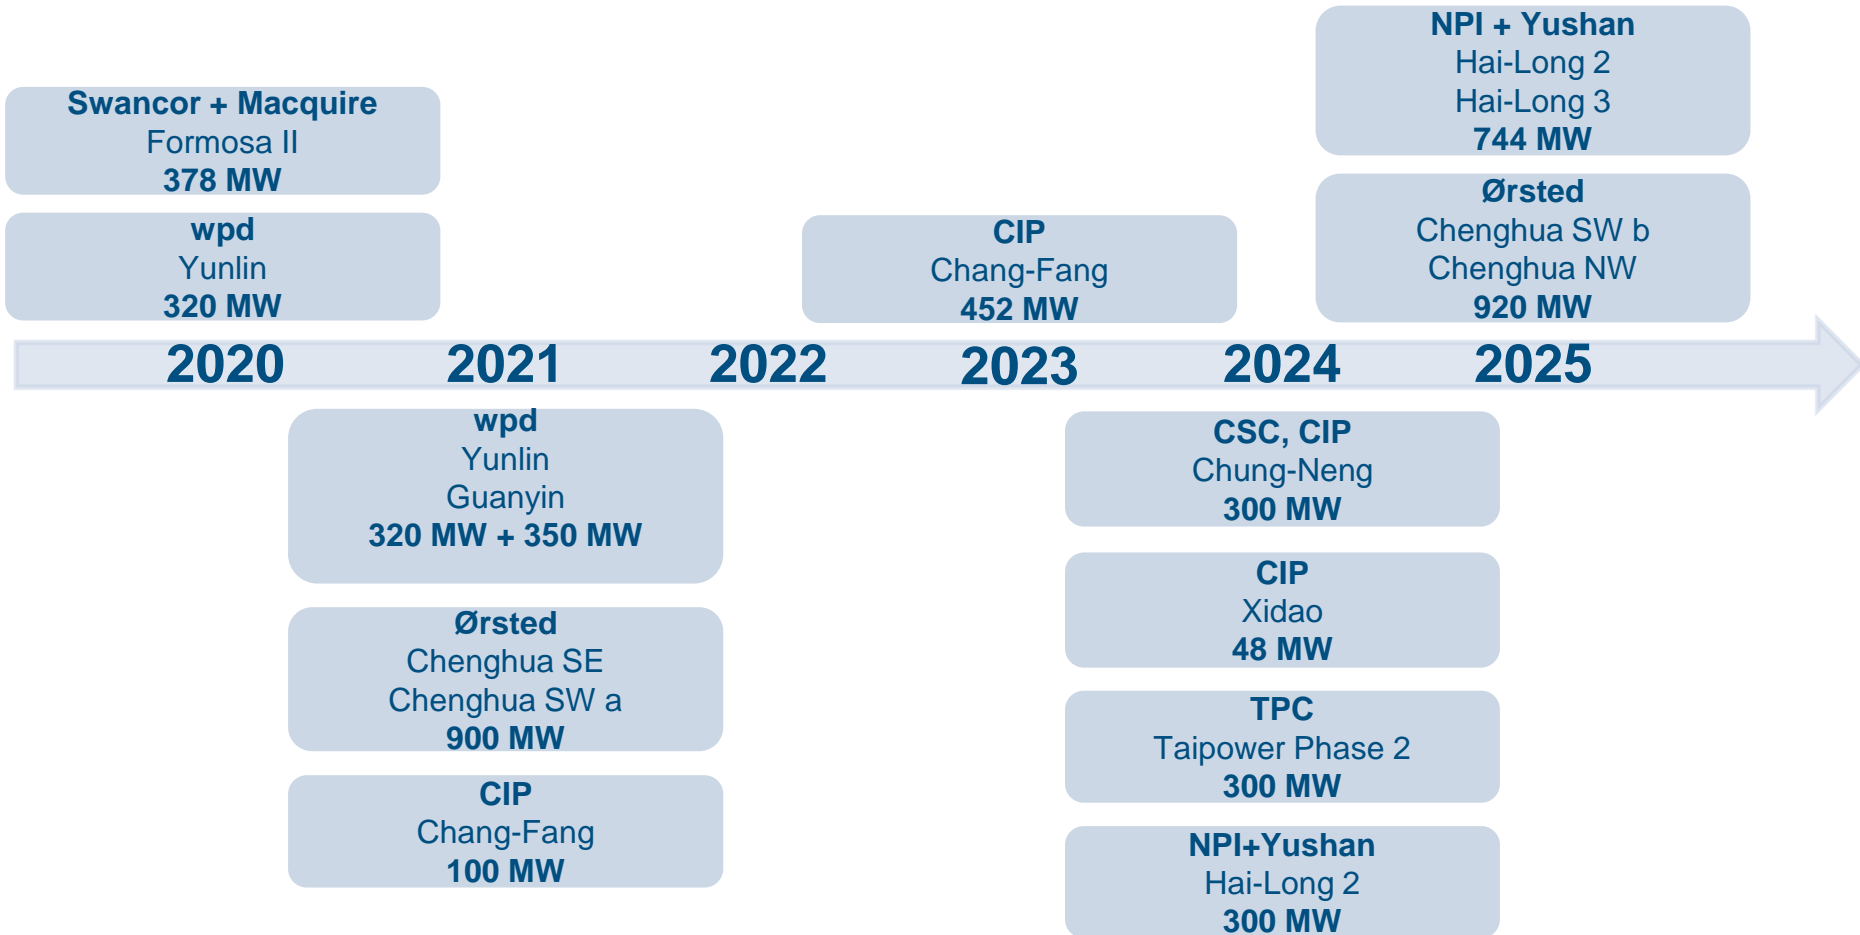 NPI + Yushan
Hai-Long 2
Hai-Long 3
744 MW
Swancor + Macquire
Formosa II
378 MW
Ørsted
Chenghua SW b
Chenghua NW
920 MW
wpd
Yunlin
320 MW
CIP
Chang-Fang
452 MW
2020 2021 2022 2023 2024 2025
wpd
Yunlin
Guanyin
320 MW + 350 MW
Ørsted
Chenghua SE
Chenghua SW a
900 MW
CIP
Chang-Fang
100 MW
CSC, CIP
Chung-Neng
300 MW
CIP
Xidao
48 MW
TPC
Taipower Phase 2
300 MW
NPI+Yushan
Hai-Long 2
300 MW